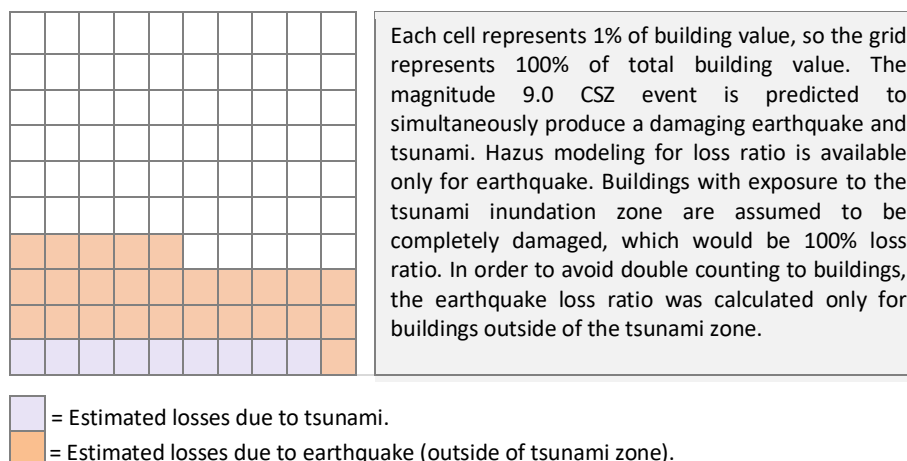 Each cell represents 1% of building value, so the grid
represents 100% of total building value. The
magnitude 9.0 CSZ event is predicted to
simultaneously produce a damaging earthquake and
tsunami. Hazus modeling for loss ratio is available
only for earthquake. Buildings with exposure to the
tsunami inundation zone are assumed to be
completely damaged, which would be 100% loss
ratio. In order to avoid double counting to buildings,
the earthquake loss ratio was calculated only for
buildings outside of the tsunami zone.
= Estimated losses due to tsunami.
= Estimated losses due to earthquake (outside of tsunami zone).